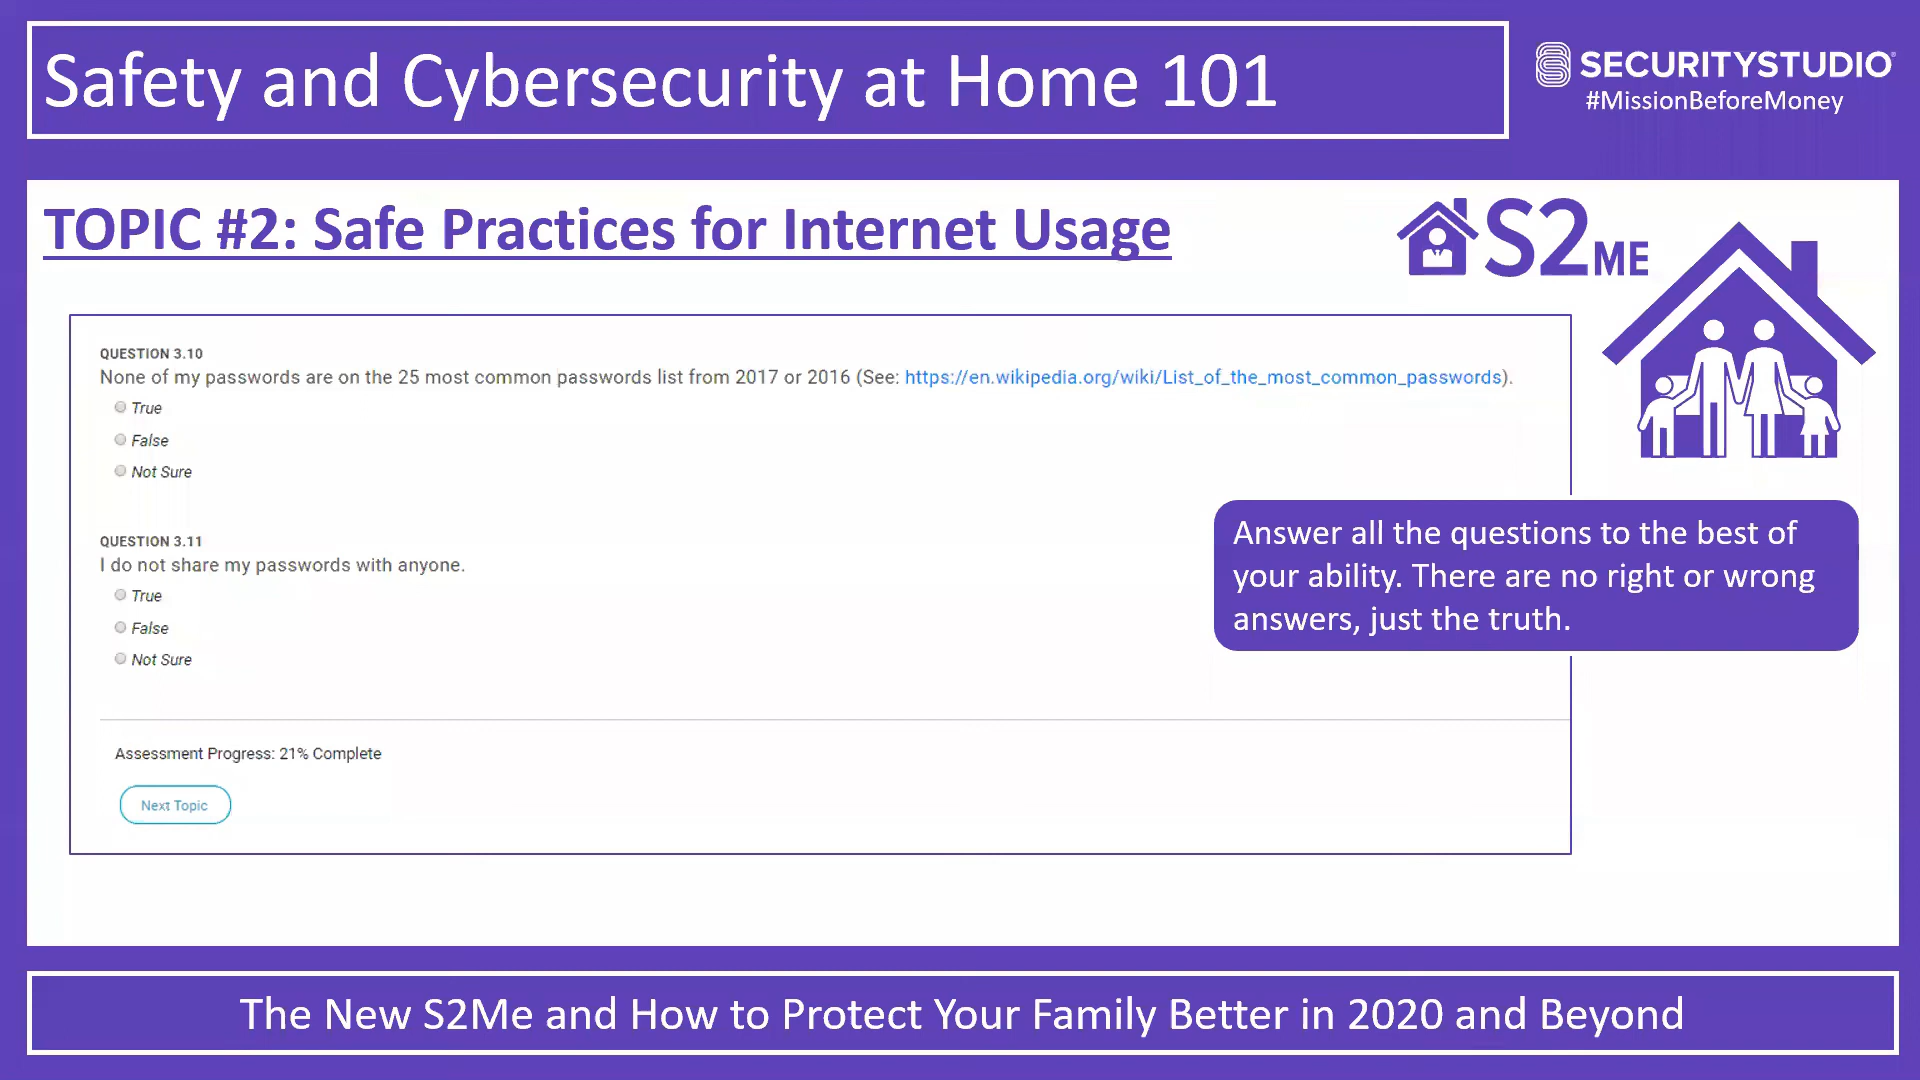 Safety and Cybersecurity at Home 101
SECURITYSTUDIO®
#MissionBeforeMoney
TOPIC #2: Safe Practices for Internet Usage
S2ME
QUESTION 3.10
None of my passwords are on the 25 most common passwords list from 2017 or 2016 (See: https://en.wikipedia.org/wiki/List_of_the_most_common_passwords).
True
False
Not Sure
QUESTION 3.11
I do not share my passwords with anyone.
True
False
Not Sure
Answer all the questions to the best of
your ability. There are no right or wrong
answers, just the truth.
Assessment Progress: 21% Complete
Next Topic
The New S2Me and How to Protect Your Family Better in 2020 and Beyond